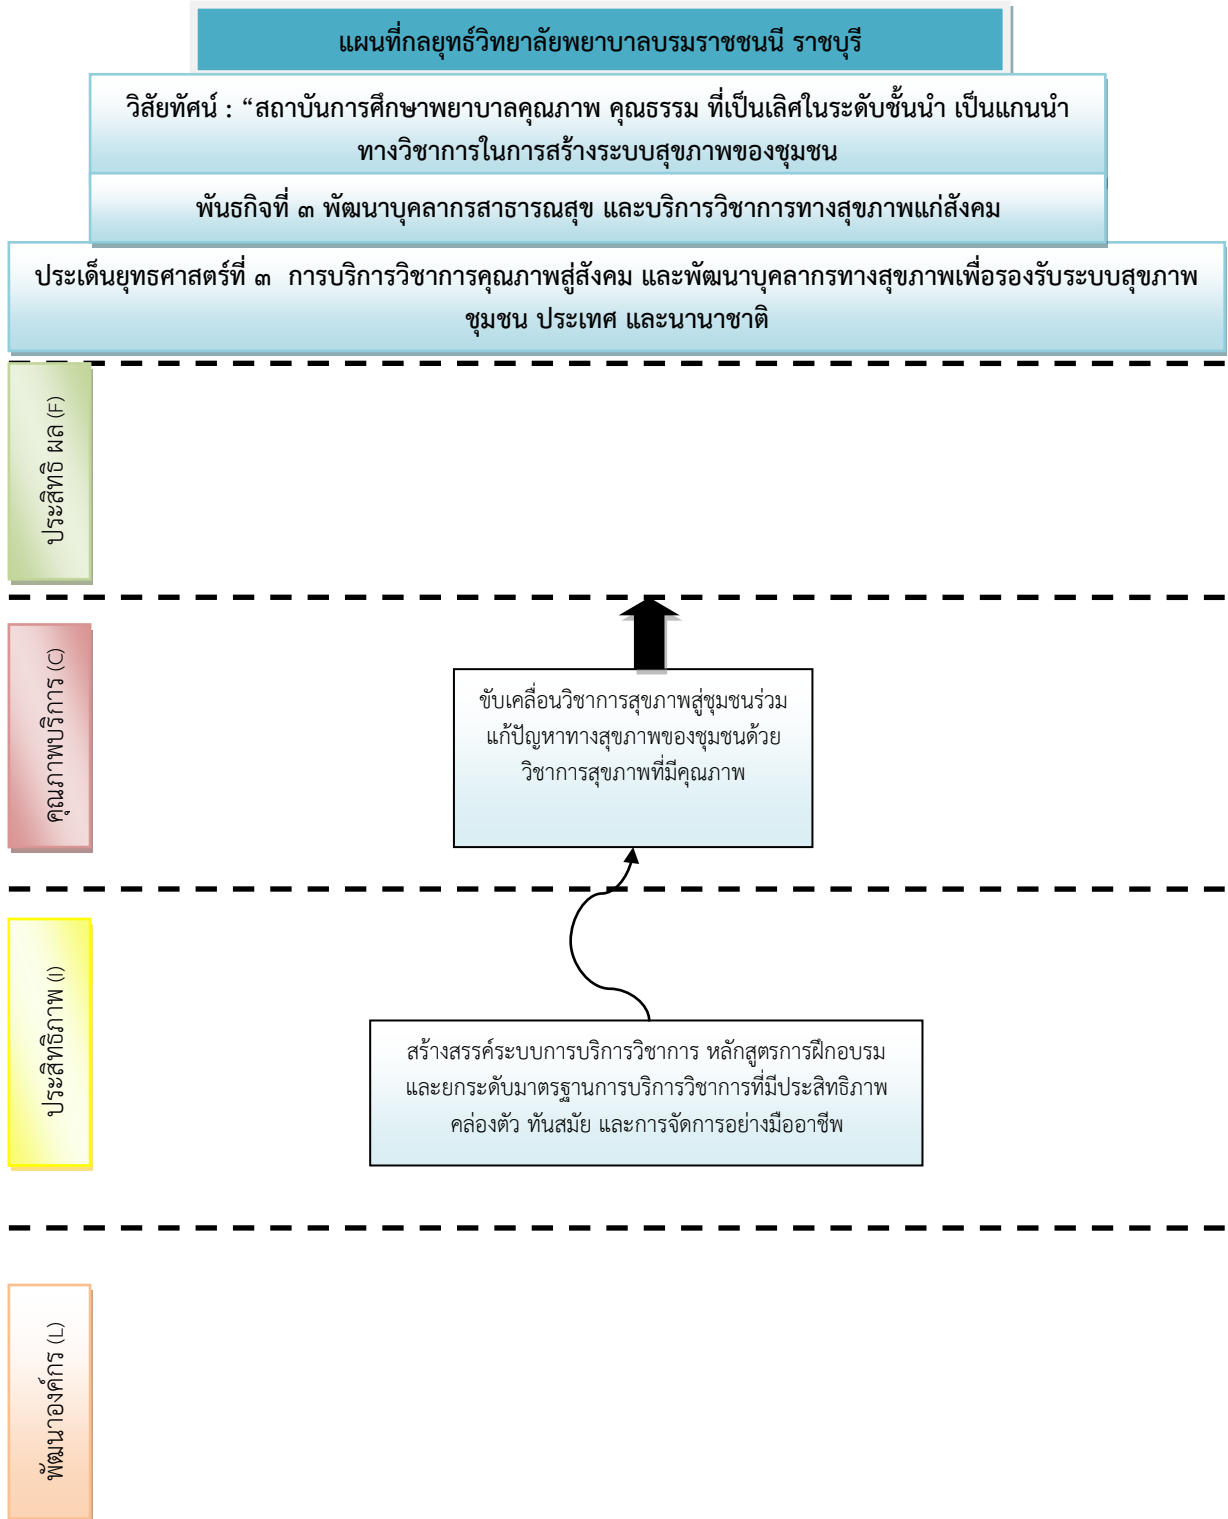 แผนที่กลยุทธ์วิทยาลัยพยาบาลบรมราชชนนี ราชบุรี
วิสัยทัศน์ : “สถาบันการศึกษาพยาบาลคุณภาพ คุณธรรม ที่เป็นเลิศในระดับชั้นนำ เป็นแกนนำ
ทางวิชาการในการสร้างระบบสุขภาพของชุมชน
พันธกิจที่ ๓ พัฒนาบุคลากรสาธารณสุข และบริการวิชาการทางสุขภาพแก่สังคม
ประเด็นยุทธศาสตร์ที่ ๓ การบริการวิชาการคุณภาพสู่สังคม และพัฒนาบุคลากรทางสุขภาพเพื่อรองรับระบบสุขภาพ
ชุมชน ประเทศ และนานาชาติ
ประสิทธิ ผล (F)
คุณภาพบริการ (C)
ขับเคลื่อนวิชาการสุขภาพสู่ชุมชนร่วม
แก้ปัญหาทางสุขภาพของชุมชนด้วย
วิชาการสุขภาพที่มีคุณภาพ
ประสิทธิภาพ (I)
สร้างสรรค์ระบบการบริการวิชาการ หลักสูตรการฝึกอบรม
และยกระดับมาตรฐานการบริการวิชาการที่มีประสิทธิภาพ
คล่องตัว ทันสมัย และการจัดการอย่างมืออาชีพ
พัฒนาองค์กร (L)